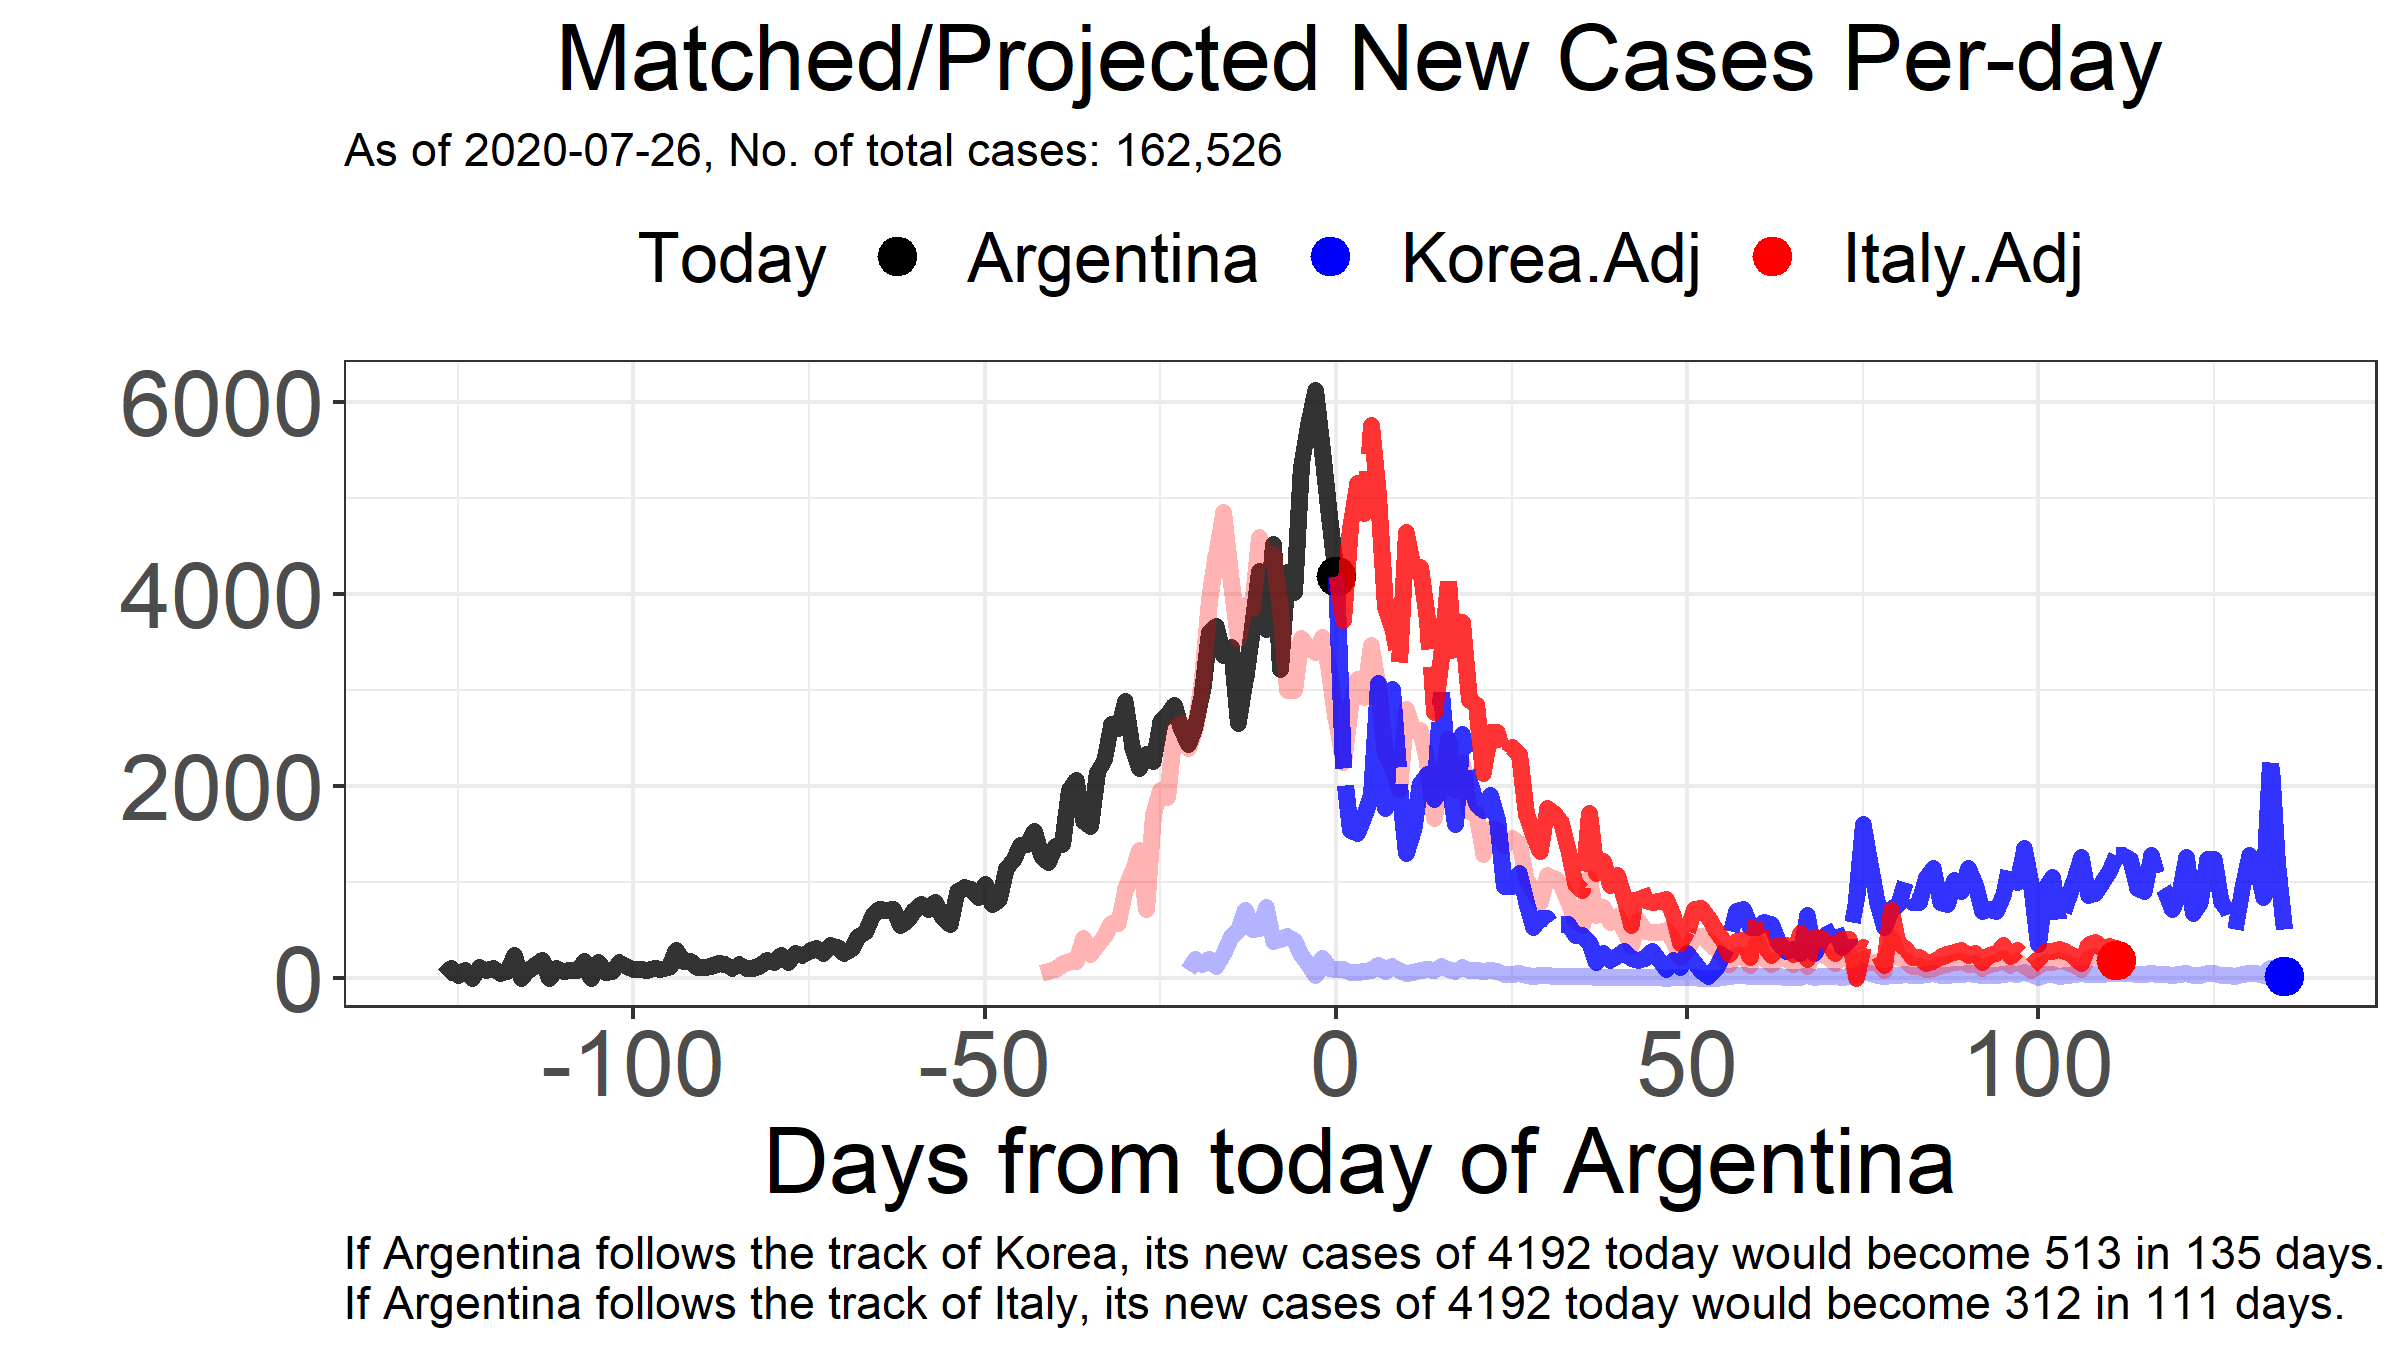 Matched/Projected New Cases Per-day
As of 2020-07-26, No. of total cases: 162,526
Today Argentina Korea.Adj Italy.Adj
6000
4000
2000
0
-100 -50 0 50 100
Days from today of Argentina
If Argentina follows the track of Korea, its new cases of 4192 today would become 513 in 135 days.
If Argentina follows the track of Italy, its new cases of 4192 today would become 312 in 111 days.